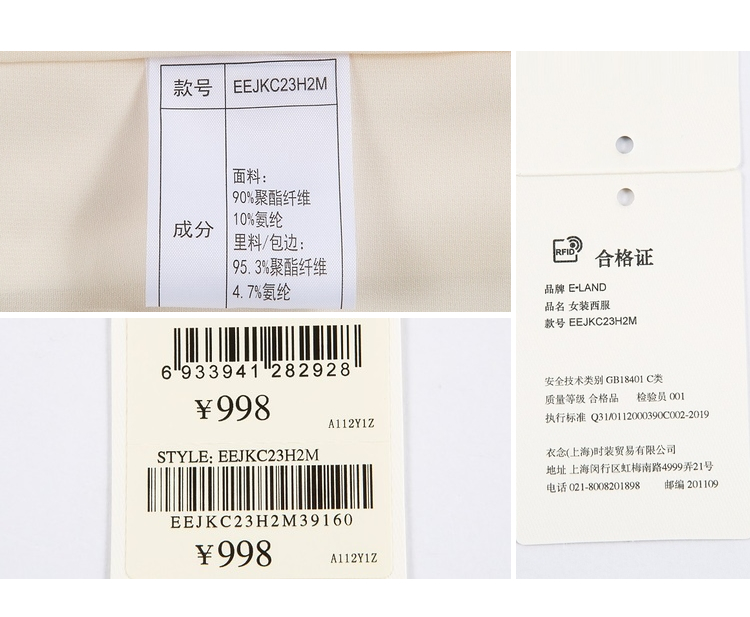 款号 EEJKC23H2M
成分
面料:
90%聚酯纤维
10%氨纶
里料/包边:
95.3%聚酯纤维
4.7%氨纶
6 933941 282928
¥998
A112Y1Z
STYLE: EEJKC23H2M
EEJKC23H2M39160
¥998
A112Y1Z
RFID 合格证
品牌 E•LAND
品名 女装西服
款号 EEJKC23H2M
安全技术类别 GB18401 C类
质量等级 合格品 检验员 001
执行标准 Q31/0112000390C002-2019
衣念(上海)时装贸易有限公司
地址 上海闵行区虹梅南路4999弄21号
电话 021-8008201898 邮编 201109